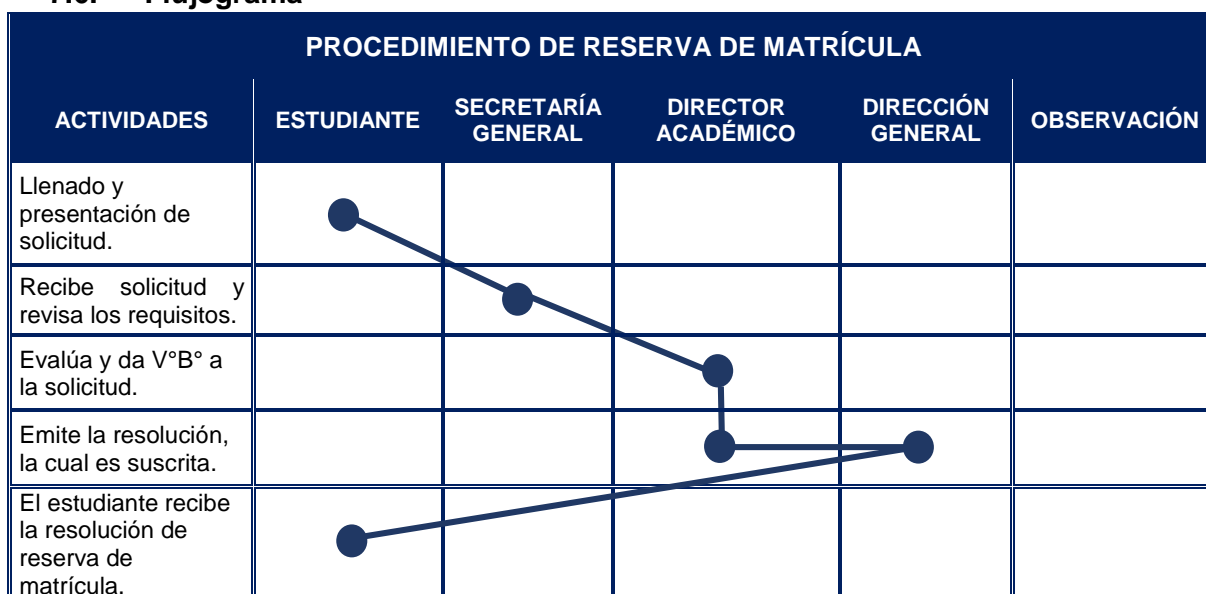 Flujograma
PROCEDIMIENTO DE RESERVA DE MATRÍCULA
ACTIVIDADES
ESTUDIANTE
SECRETARÍA
GENERAL
DIRECTOR
ACADÉMICO
DIRECCIÓN
GENERAL
OBSERVACIÓN
Llenado y
presentación de
solicitud.
Recibe solicitud y
revisa los requisitos.
Evalúa y da V°B° a
la solicitud.
Emite la resolución,
la cual es suscrita.
El estudiante recibe
la resolución de
reserva de
matrícula.